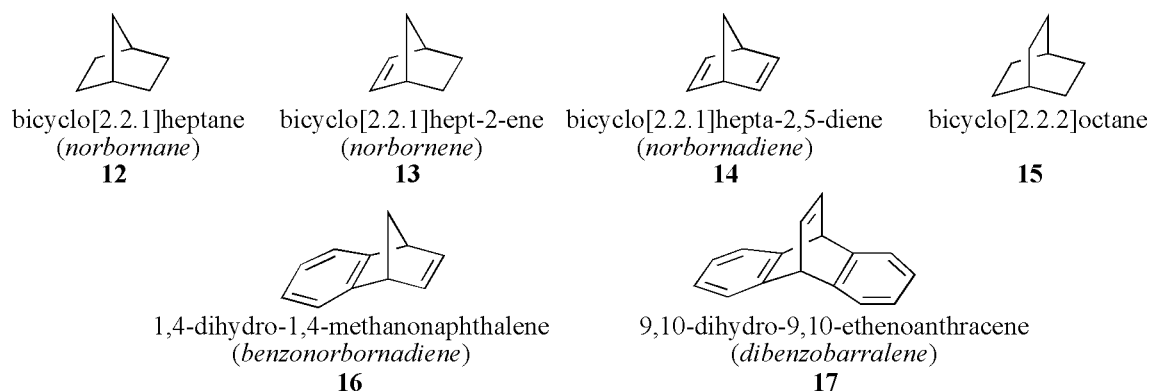 bicyclo[2.2.1]heptane
(norbornane)
12
bicyclo[2.2.1]hept-2-ene
(norbornene)
13
bicyclo[2.2.1]hepta-2,5-diene
(norbornadiene)
14
bicyclo[2.2.2]octane
15
1,4-dihydro-1,4-methanonaphthalene
(benzonorbornadiene)
16
9,10-dihydro-9,10-ethenoanthracene
(dibenzobarralene)
17